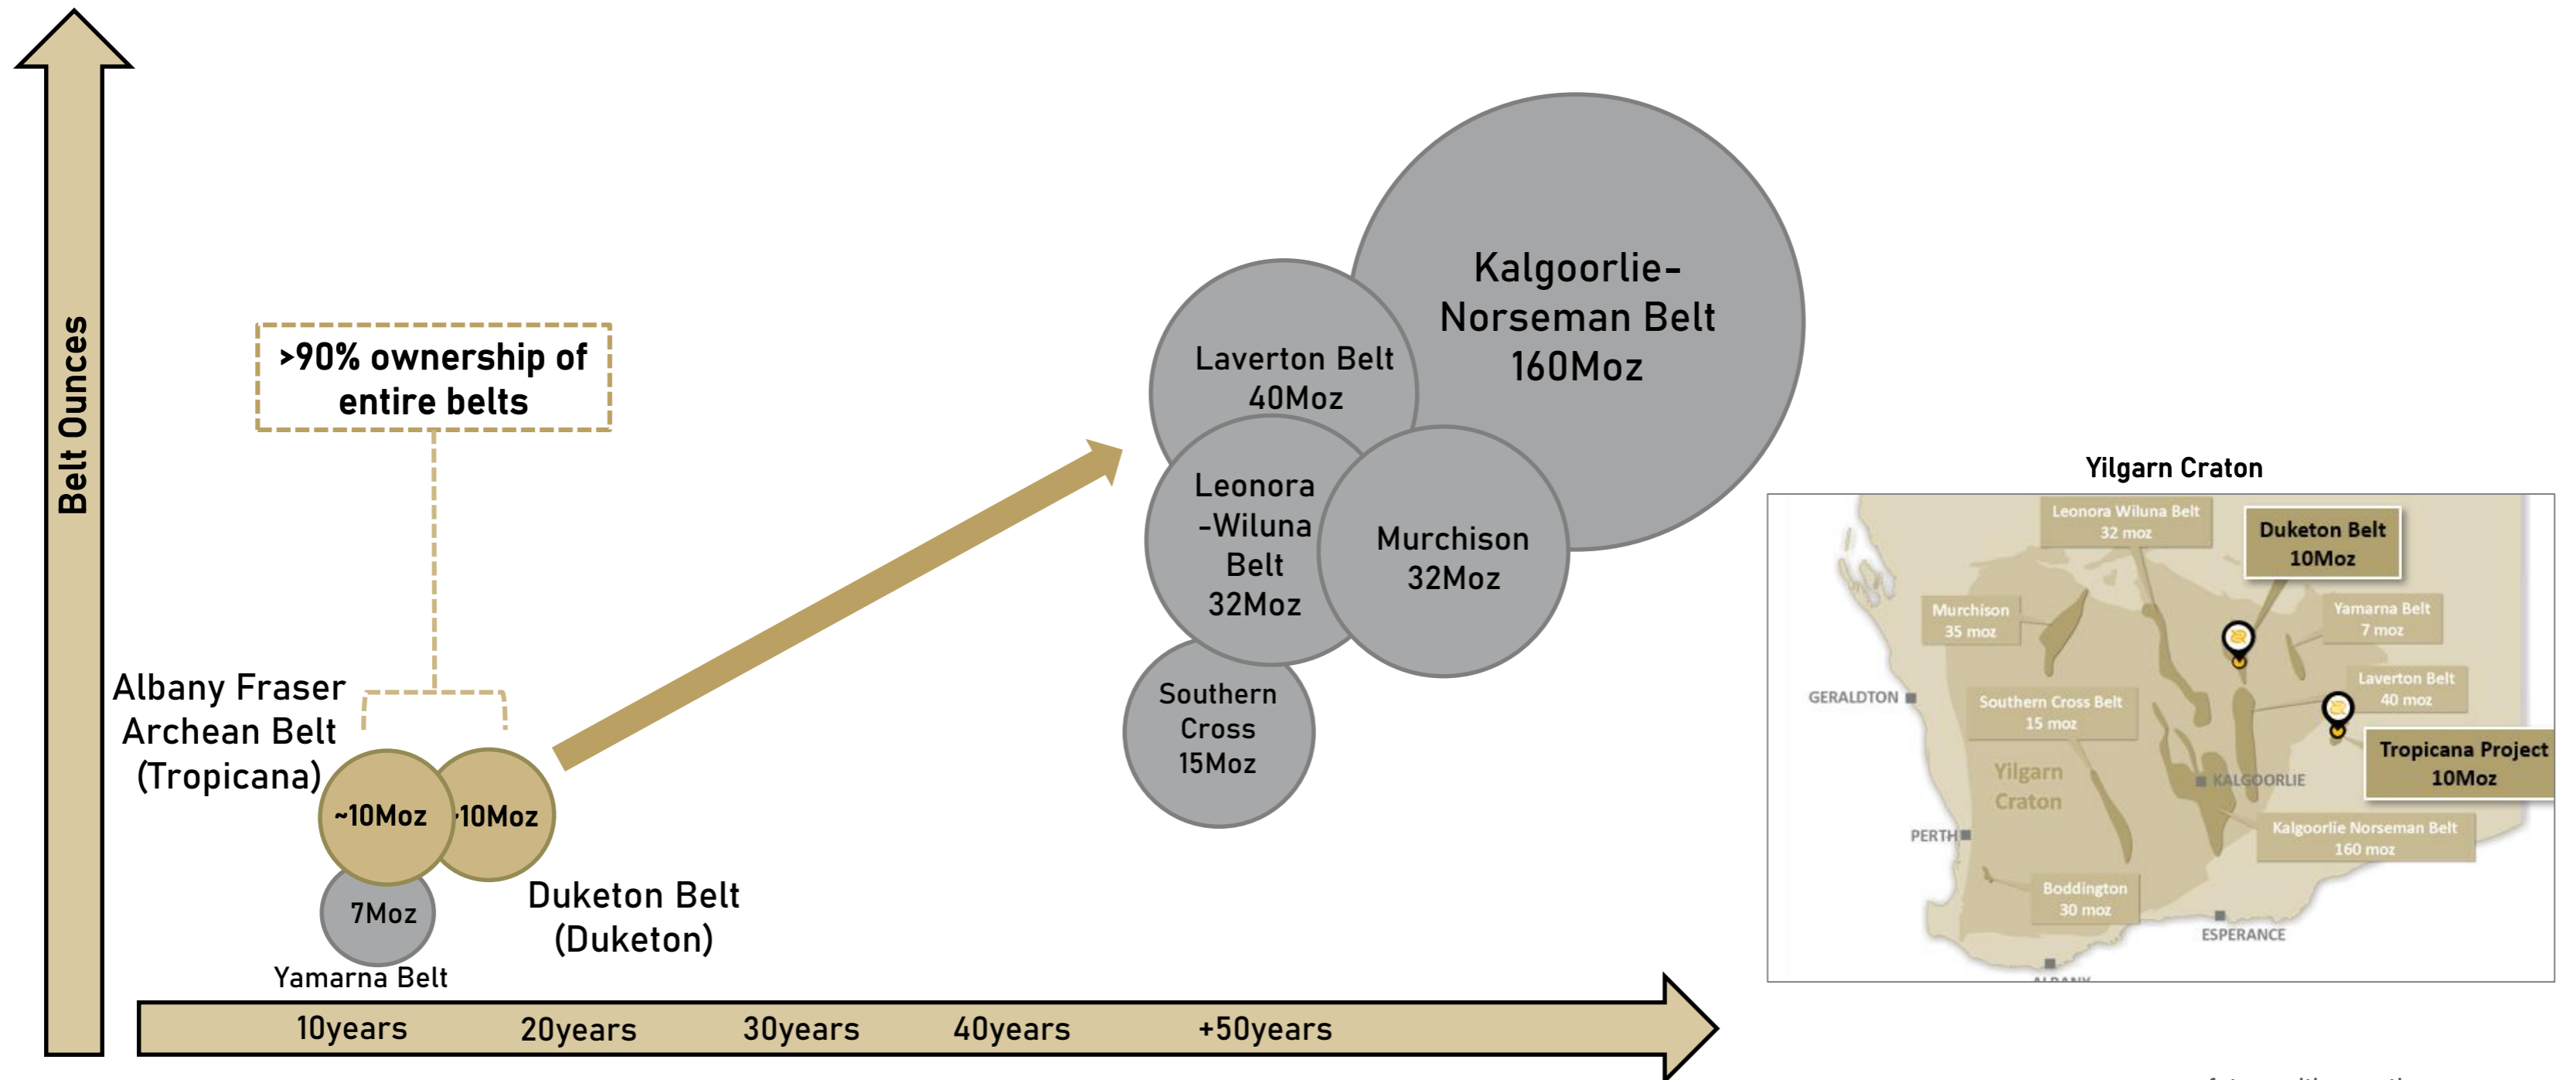 Belt Ounces
>90% ownership of
entire belts
Albany Fraser
Archean Belt
(Tropicana)
~10Moz
10Moz
7Moz
Yamarna Belt
Duketon Belt
(Duketon)
Kalgoorlie-
Norseman Belt
160Moz
Laverton Belt
40Moz
Leonora
-Wiluna
Belt
32Moz
Murchison
32Moz
Southern
Cross
15Moz
10years
20years
30years
40years
+50years
Yilgarn Craton
Leonora Wiluna Belt
32 moz
Duketon Belt
10Moz
Murchison
35 moz
Yamarna Belt
7 moz
Laverton Belt
40 moz
GERALDTON
Southern Cross Belt
15 moz
Tropicana Project
10Moz
Yilgarn
Craton
KALGOORLIE
PERTH
Kalgoorlie Norseman Belt
160 moz
Boddington
30 moz
ESPERANCE